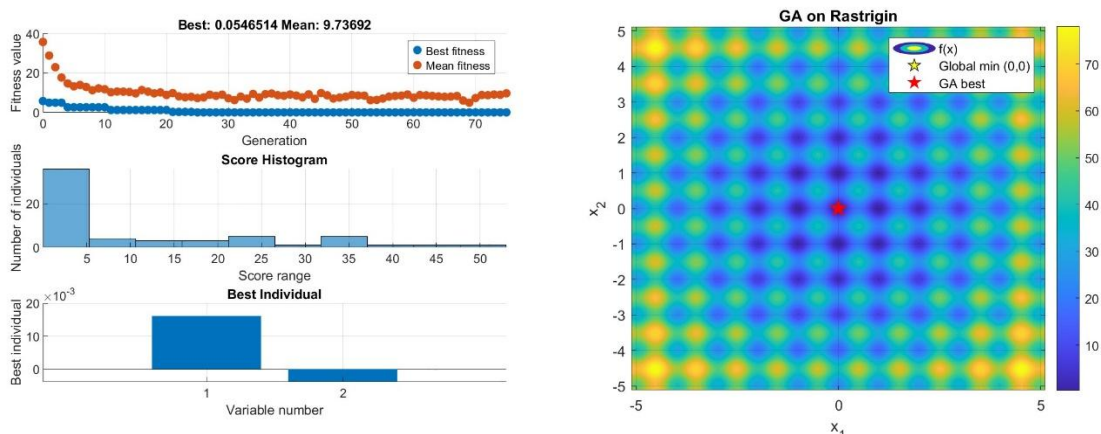 Best: 0.0546514 Mean: 9.73692
Fitness value
40
20
0
Best fitness
Mean fitness
0 10 20 30 40 50 60 70
Generation
Score Histogram
Number of individuals
20
0
5 10 15 20 25 30 35 40 45 50
Score range
Best Individual
Best individual
20 ×10⁻³
10
0
1 2
Variable number
GA on Rastrigin
f(x)
Global min (0,0)
GA best
x₂
5
4
3
2
1
0
-1
-2
-3
-4
-5
-5 0 5
x₁
70
60
50
40
30
20
10